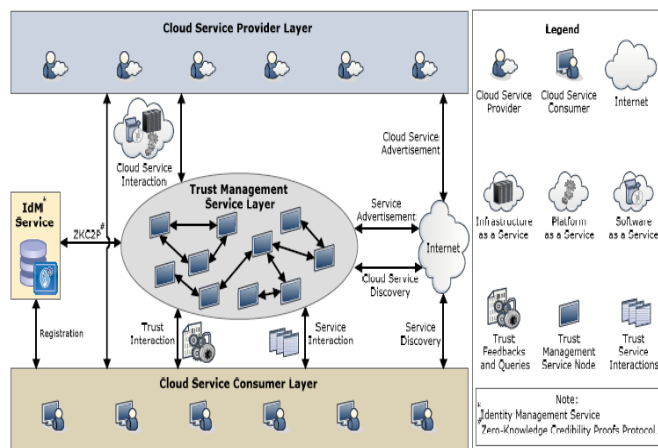 Cloud Service Provider Layer
Cloud Service
Interaction
Cloud Service
Advertisement
Trust Management
Service Layer
IdM*
Service
ZKC2P#
Service
Advertisement
Internet
Cloud Service
Discovery
Registration
Trust
Interaction
Service
Interaction
Service
Discovery
Cloud Service Consumer Layer
Legend
Cloud Service
Provider
Cloud Service
Consumer
Internet
Infrastructure
as a Service
Platform
as a Service
Software
as a Service
Trust
Feedbacks
and Queries
Trust
Management
Service Node
Trust
Service
Interactions
Note:
*Identity Management Service
#Zero-Knowledge Credibility Proofs Protocol